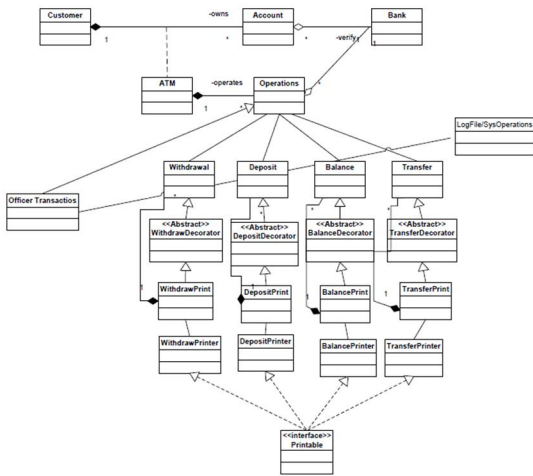 Customer
-owns
Account
Bank
1
*
*
-verify
1
1
ATM
-operates
Operations
1
*
*
LogFile/SysOperations
Withdrawal
Deposit
Balance
Transfer
Officer Transactios
*
*
*
*
<<Abstract>>
WithdrawDecorator
<<Abstract>>
DepositDecorator
<<Abstract>>
BalanceDecorator
<<Abstract>>
TransferDecorator
WithdrawPrint
DepositPrint
BalancePrint
TransferPrint
1
1
1
1
WithdrawPrinter
DepositPrinter
BalancePrinter
TransferPrinter
<<interface>>
Printable